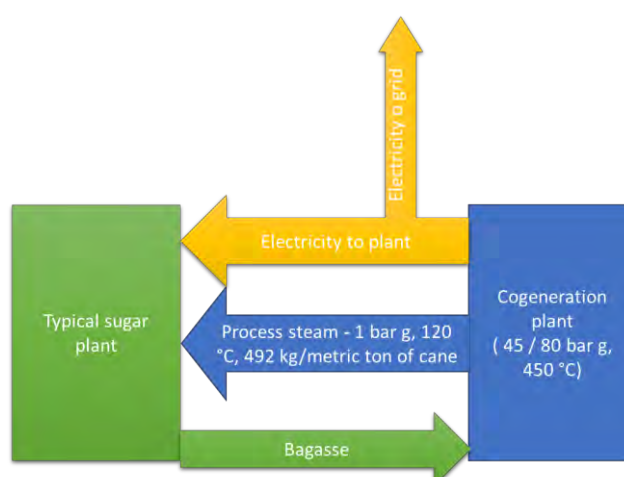 Electricity o grid
Electricity to plant
Typical sugar
plant
Process steam - 1 bar g, 120
°C, 492 kg/metric ton of cane
Cogeneration
plant
( 45 / 80 bar g,
450 °C)
Bagasse